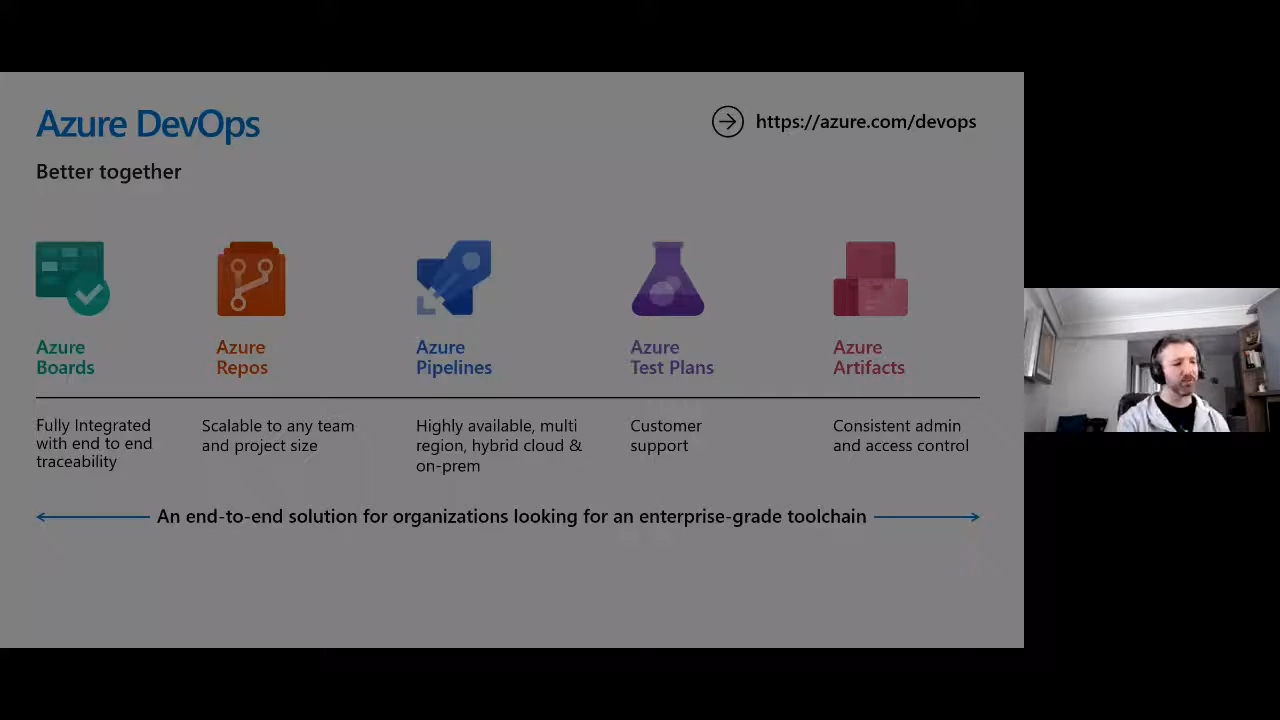 Azure DevOps
https://azure.com/devops
Better together
Azure
Boards
Azure
Repos
Azure
Pipelines
Azure
Test Plans
Azure
Artifacts
Fully Integrated
with end to end
traceability
Scalable to any team
and project size
Highly available, multi
region, hybrid cloud &
on-prem
Customer
support
Consistent admin
and access control
An end-to-end solution for organizations looking for an enterprise-grade toolchain